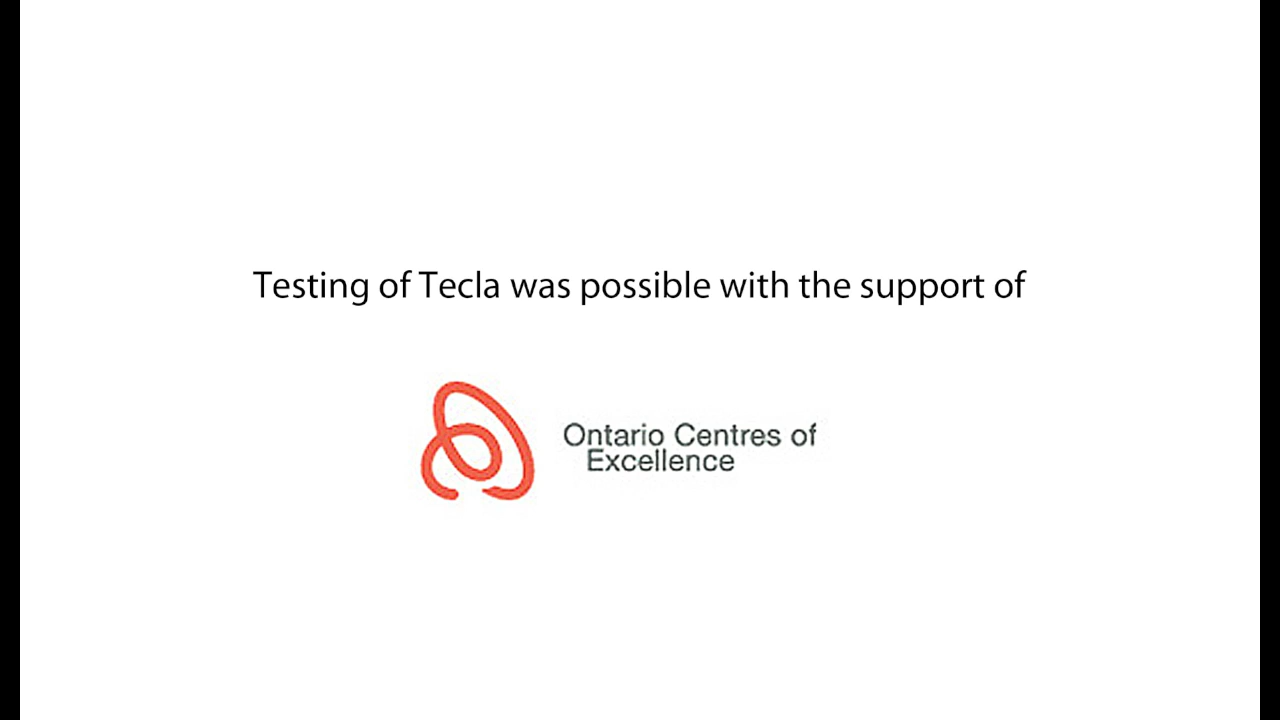 Testing of Tecla was possible with the support of
Ontario Centres of
Excellence